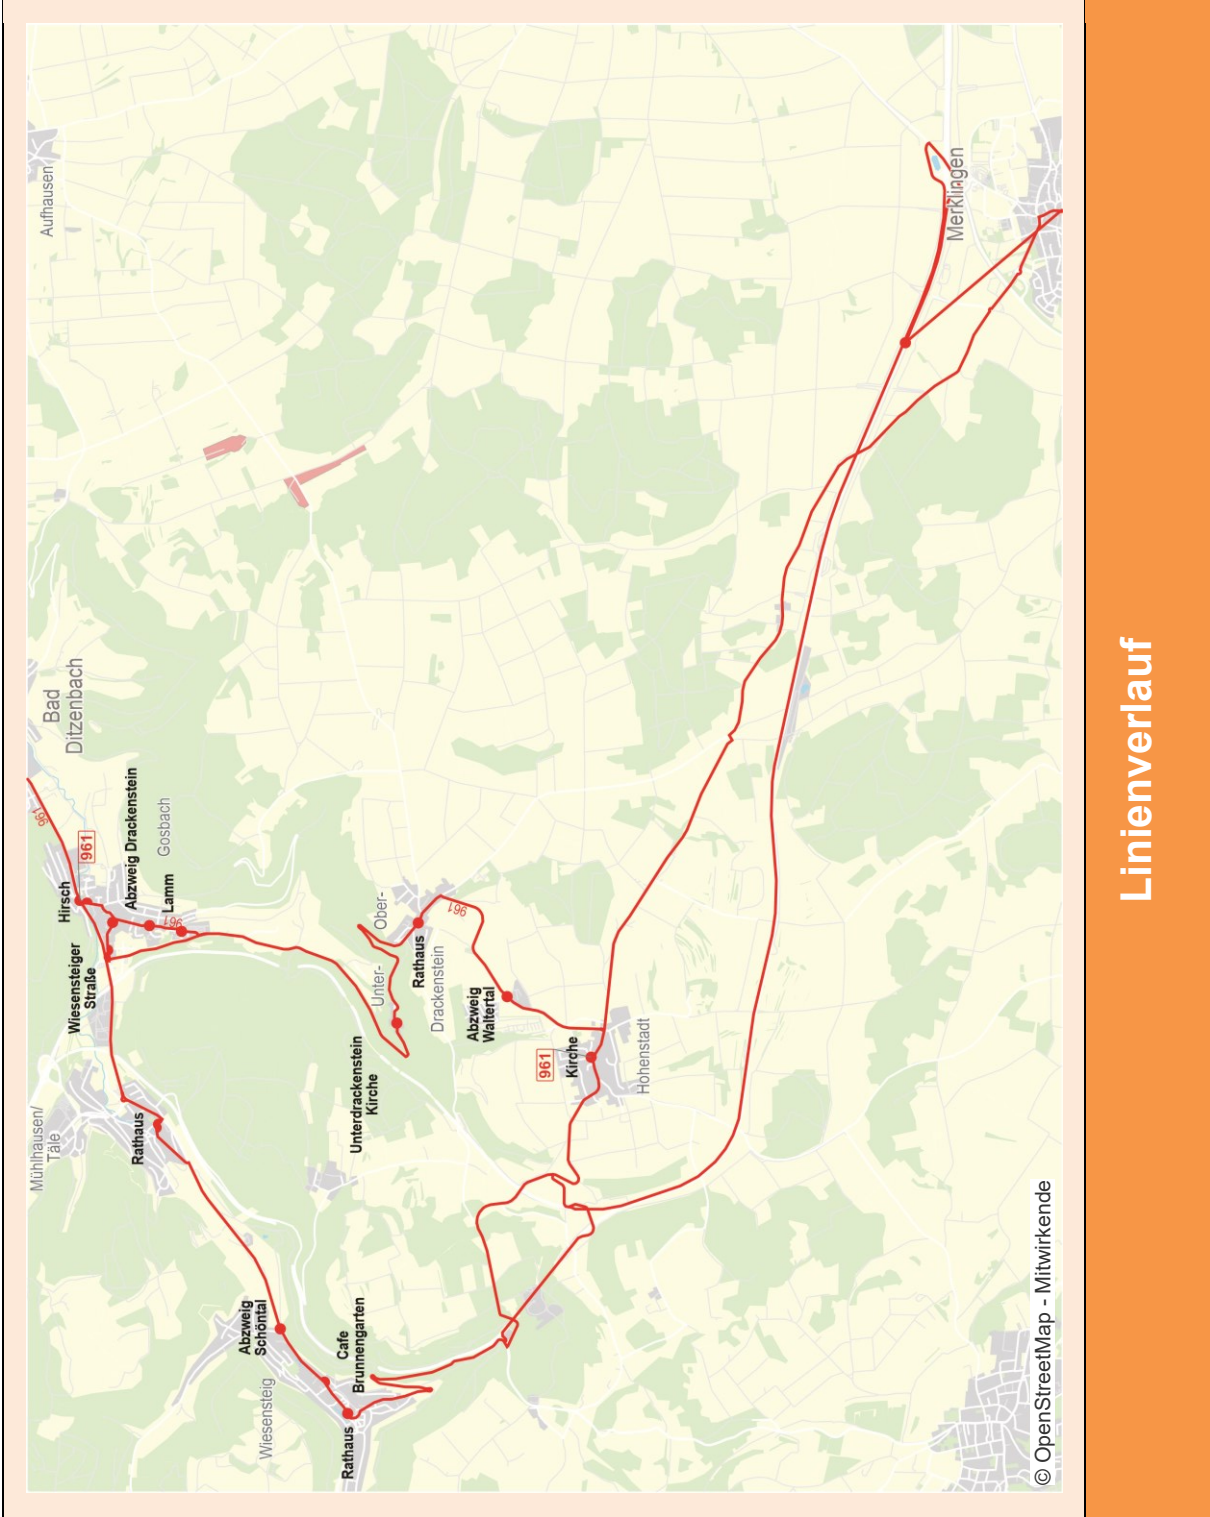 Linienverlauf
Aufhausen
Merklingen
Bad
Ditzenbach
961
961
Hirsch
Abzweig Drackenstein
Gosbach
Lamm
961
Wiesensteiger
Straße
Mühlhausen/
Täle
Rathaus
Ober-
Unter-
Rathaus
Drackenstein
961
Abzweig
Waltertal
Unterdrackenstein
Kirche
961
Kirche
Hohenstadt
Abzweig
Schöntal
Cafe
Brunnengarten
Wiesensteig
Rathaus
© OpenStreetMap - Mitwirkende